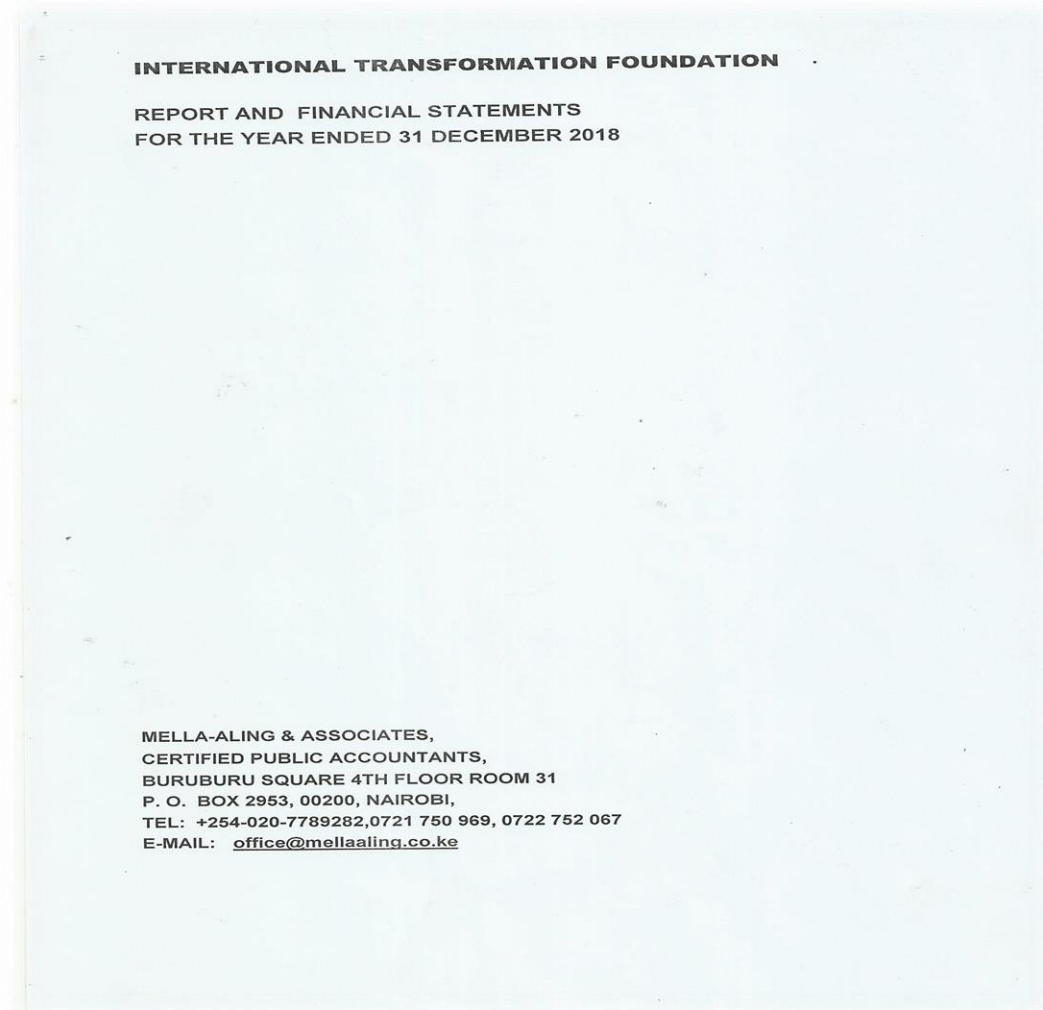 INTERNATIONAL TRANSFORMATION FOUNDATION
REPORT AND FINANCIAL STATEMENTS
FOR THE YEAR ENDED 31 DECEMBER 2018
MELLA-ALING & ASSOCIATES,
CERTIFIED PUBLIC ACCOUNTANTS,
BURUBURU SQUARE 4TH FLOOR ROOM 31
P. O. BOX 2953, 00200, NAIROBI,
TEL: +254-020-7789282,0721 750 969, 0722 752 067
E-MAIL: office@mellaaling.co.ke